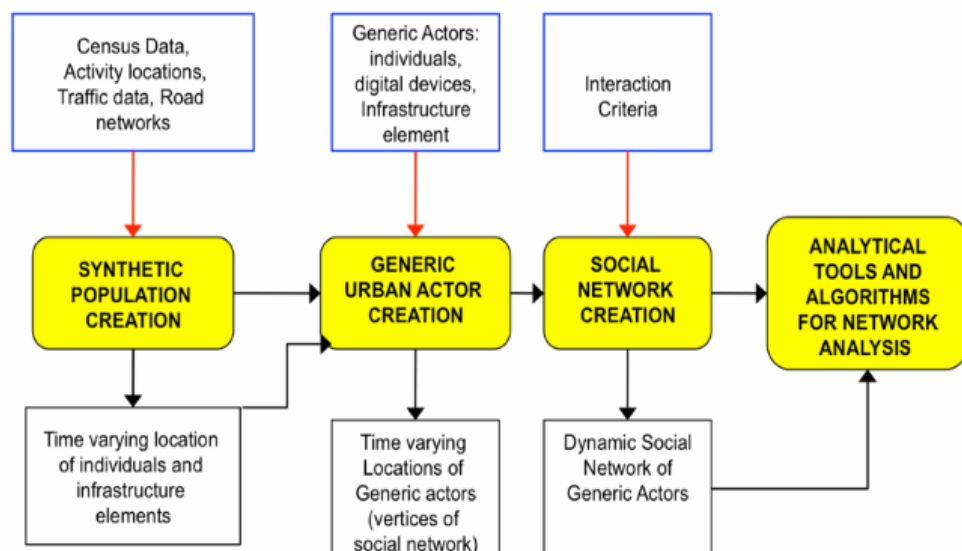 Census Data,
Activity locations,
Traffic data, Road
networks
Generic Actors:
individuals,
digital devices,
Infrastructure
element
Interaction
Criteria
SYNTHETIC
POPULATION
CREATION
GENERIC
URBAN ACTOR
CREATION
SOCIAL
NETWORK
CREATION
ANALYTICAL
TOOLS AND
ALGORITHMS
FOR NETWORK
ANALYSIS
Time varying location
of individuals and
infrastructure
elements
Time varying
Locations of
Generic actors
(vertices of
social network)
Dynamic Social
Network of
Generic Actors